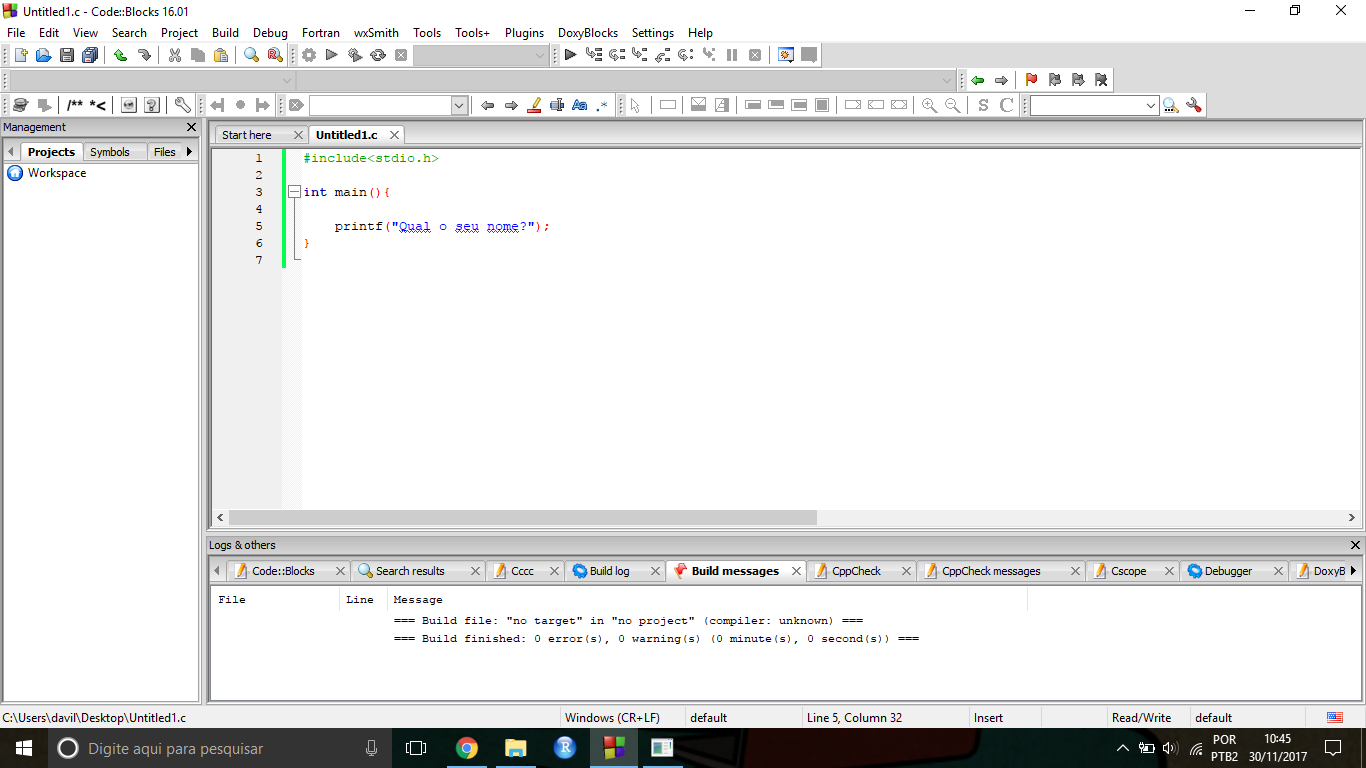 Untitled1.c - Code::Blocks 16.01
File Edit View Search Project Build Debug Fortran wxSmith Tools Tools+ Plugins DoxyBlocks Settings Help
/** *<
Aa .*
S C
Management
Projects Symbols Files
Workspace
Start here Untitled1.c
1 #include<stdio.h>
2
3 int main(){
4
5 printf("Qual o seu nome?");
6 }
7
Logs & others
Code::Blocks Search results Cccc Build log Build messages CppCheck CppCheck messages Cscope Debugger DoxyB
File Line Message
=== Build file: "no target" in "no project" (compiler: unknown) ===
=== Build finished: 0 error(s), 0 warning(s) (0 minute(s), 0 second(s)) ===
C:\Users\davil\Desktop\Untitled1.c Windows (CR+LF) default Line 5, Column 32 Insert Read/Write default
Digite aqui para pesquisar
R
POR
PTB2
10:45
30/11/2017